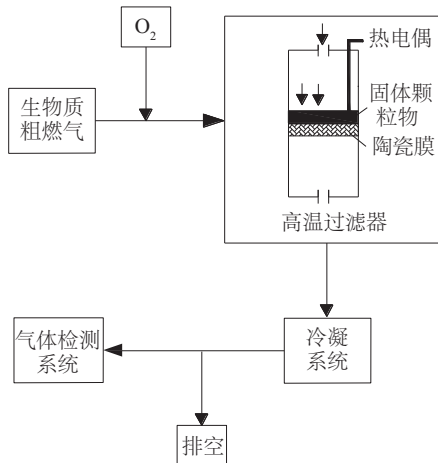 O2
热电偶
生物质
粗燃气
固体颗
粒物
陶瓷膜
高温过滤器
气体检测
系统
冷凝
系统
排空